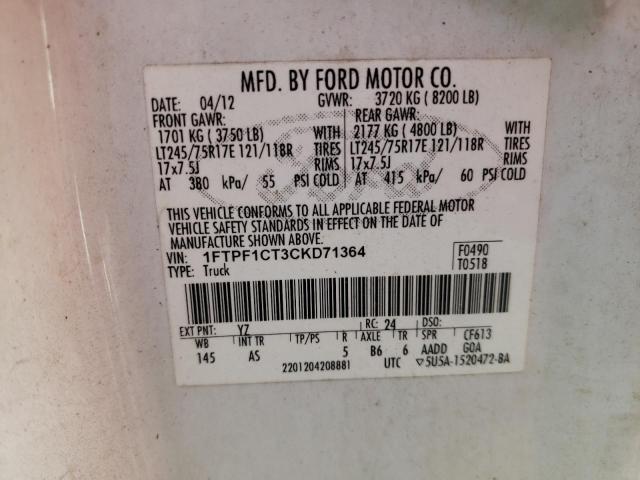 MFD. BY FORD MOTOR CO.
DATE: 04/12 GVWR: 3720 KG ( 8200 LB)
FRONT GAWR: REAR GAWR:
1701 KG ( 3750 LB) WITH 2177 KG ( 4800 LB) WITH
LT245/75R17E 121/118R TIRES LT245/75R17E 121/118R TIRES
17x7.5J RIMS 17x7.5J RIMS
AT 380 kPa/ 55 PSI COLD AT 415 kPa/ 60 PSI COLD
THIS VEHICLE CONFORMS TO ALL APPLICABLE FEDERAL MOTOR
VEHICLE SAFETY STANDARDS IN EFFECT ON THE DATE OF
MANUFACTURE SHOWN ABOVE.
VIN: 1FTPF1CT3CKD71364 F0490
TYPE: Truck T0518
EXT PNT: YZ RC: 24 DSO:
WB INT TR TP/PS R AXLE TR SPR CF613
145 AS 5 B6 6 AADD GOA
2201204208881 UTC ▽5U5A-1520472-BA